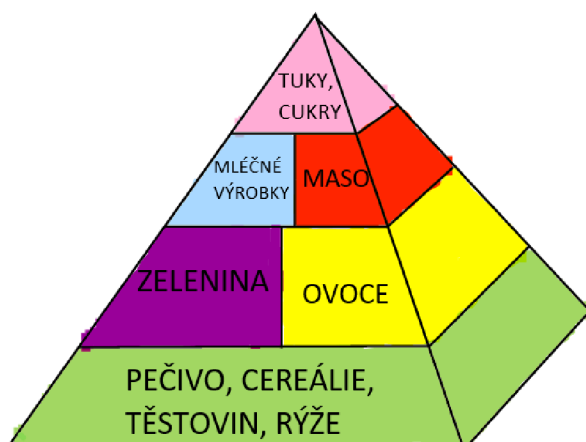 TUKY,
CUKRY
MLÉČNÉ
VÝROBKY
MASO
ZELENINA
OVOCE
PEČIVO, CEREÁLIE,
TĚSTOVIN, RÝŽE